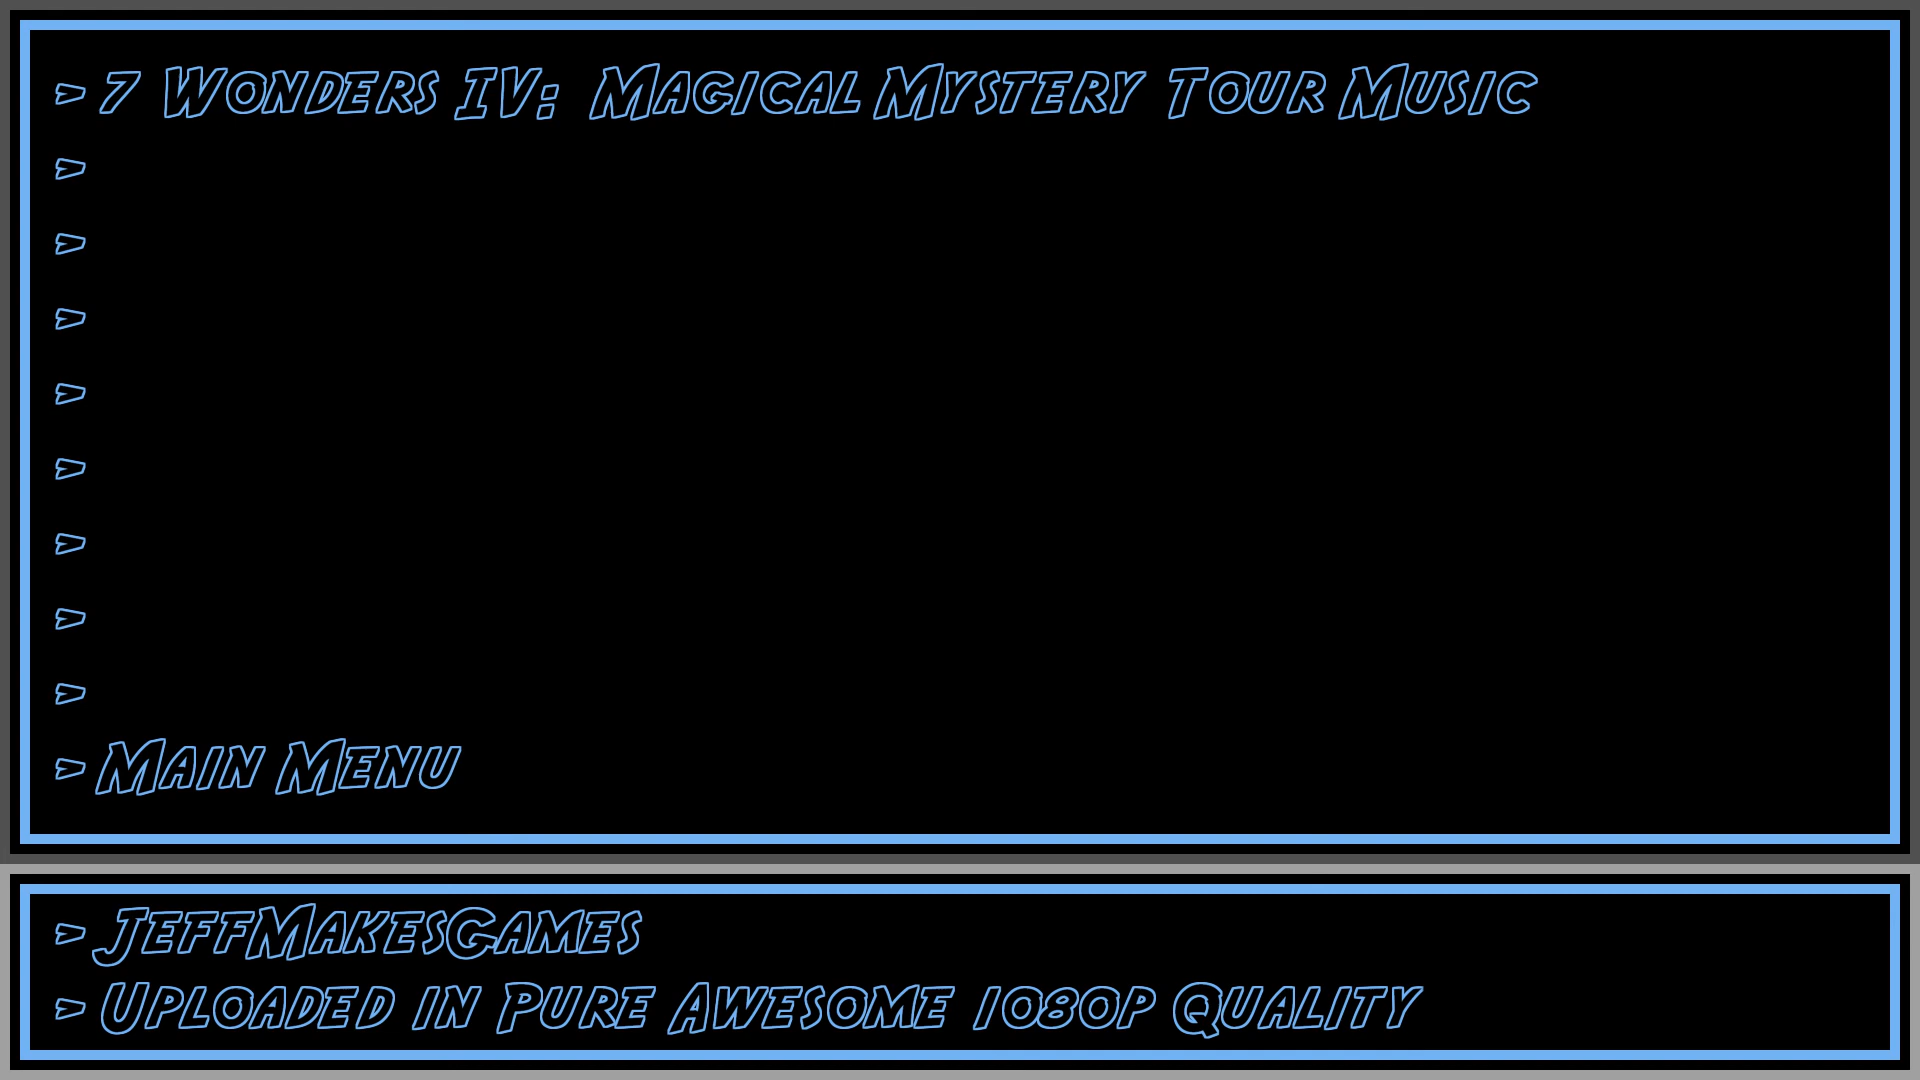 > 7 Wonders IV: Magical Mystery Tour Music
>
>
>
>
>
>
>
>
> Main Menu
> JeffMakesGames
> Uploaded in Pure Awesome 1080p Quality